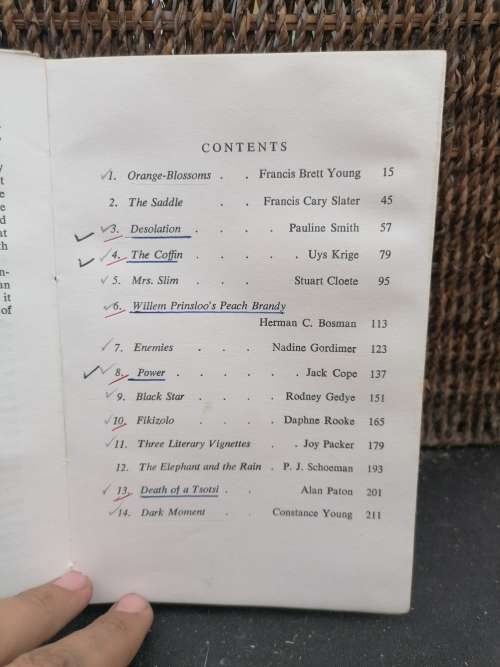 CONTENTS
1. Orange-Blossoms . . Francis Brett Young 15
2. The Saddle . . Francis Cary Slater 45
3. Desolation . . . . Pauline Smith 57
4. The Coffin . . . . . Uys Krige 79
5. Mrs. Slim . . . . Stuart Cloete 95
6. Willem Prinsloo's Peach Brandy
Herman C. Bosman 113
7. Enemies . . . Nadine Gordimer 123
8. Power . . . . . . Jack Cope 137
9. Black Star . . . . Rodney Gedye 151
10. Fikizolo . . . . Daphne Rooke 165
11. Three Literary Vignettes . . Joy Packer 179
12. The Elephant and the Rain . P. J. Schoeman 193
13. Death of a Tsotsi . . Alan Paton 201
14. Dark Moment . . Constance Young 211
it
of